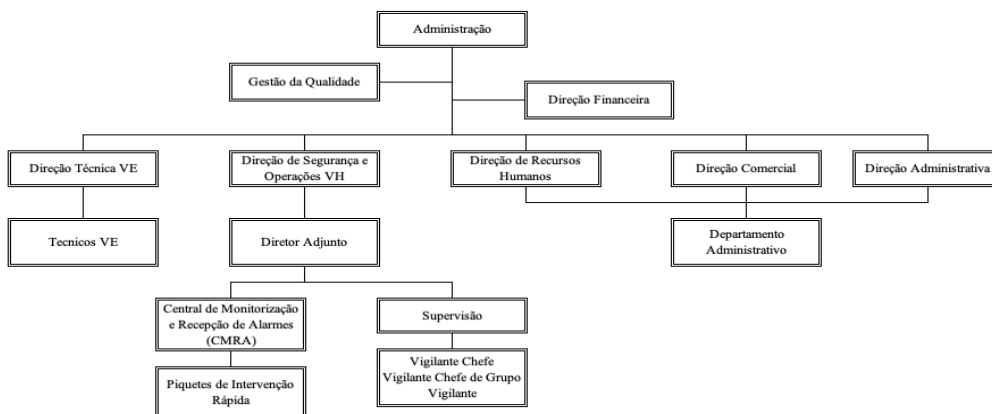 Administração
Gestão da Qualidade
Direção Financeira
Direção Técnica VE
Direção de Segurança e
Operações VH
Direção de Recursos
Humanos
Direção Comercial
Direção Administrativa
Tecnicos VE
Diretor Adjunto
Departamento
Administrativo
Central de Monitorização
e Recepção de Alarmes
(CMRA)
Supervisão
Piquetes de Intervenção
Rápida
Vigilante Chefe
Vigilante Chefe de Grupo
Vigilante